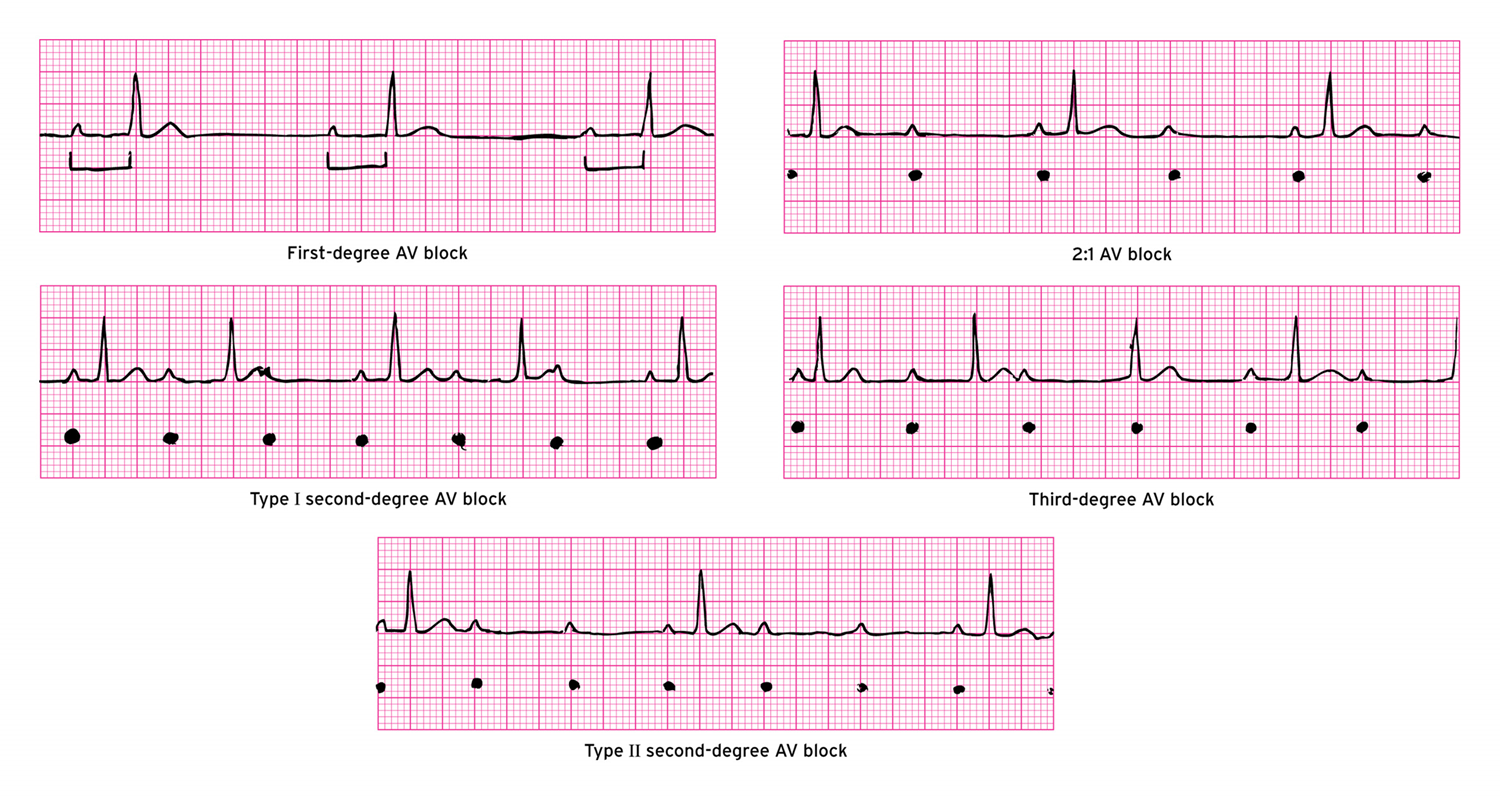 First-degree AV block
2:1 AV block
Type I second-degree AV block
Third-degree AV block
Type II second-degree AV block